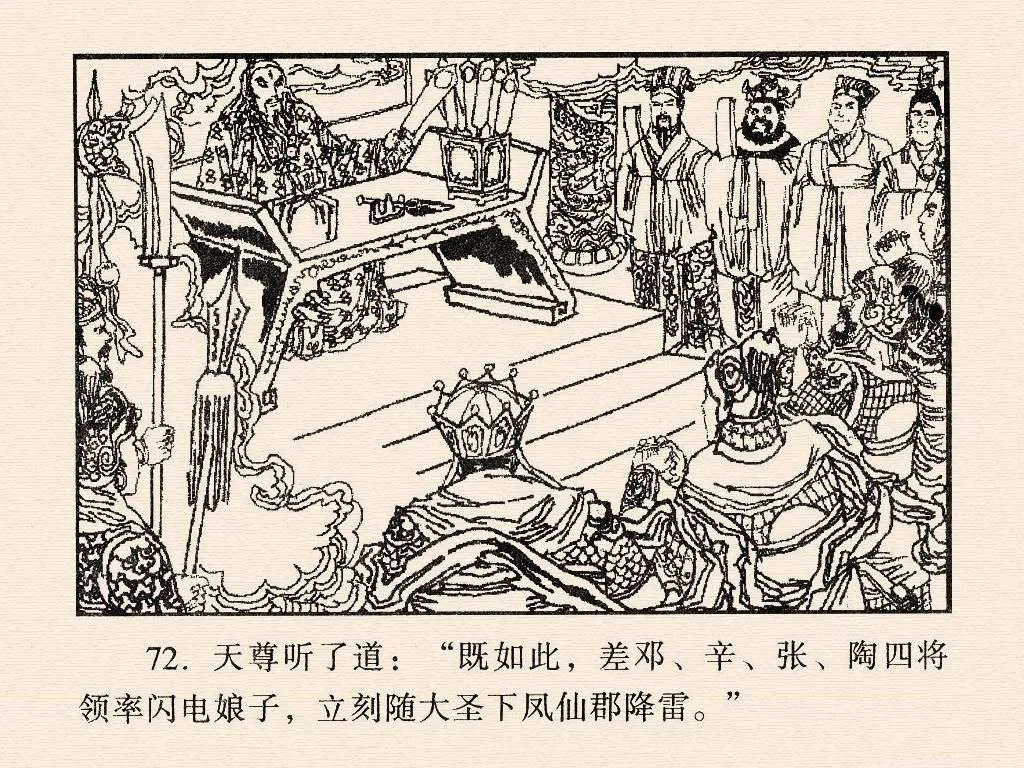 72. 天尊听了道：“既如此，差邓、辛、张、陶四将
领率闪电娘子，立刻随大圣下凤仙郡降雷。”